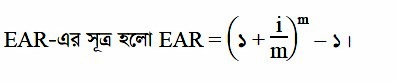 EAR-এর সূত্র হলো EAR = (১ + i/m)^m – ১।